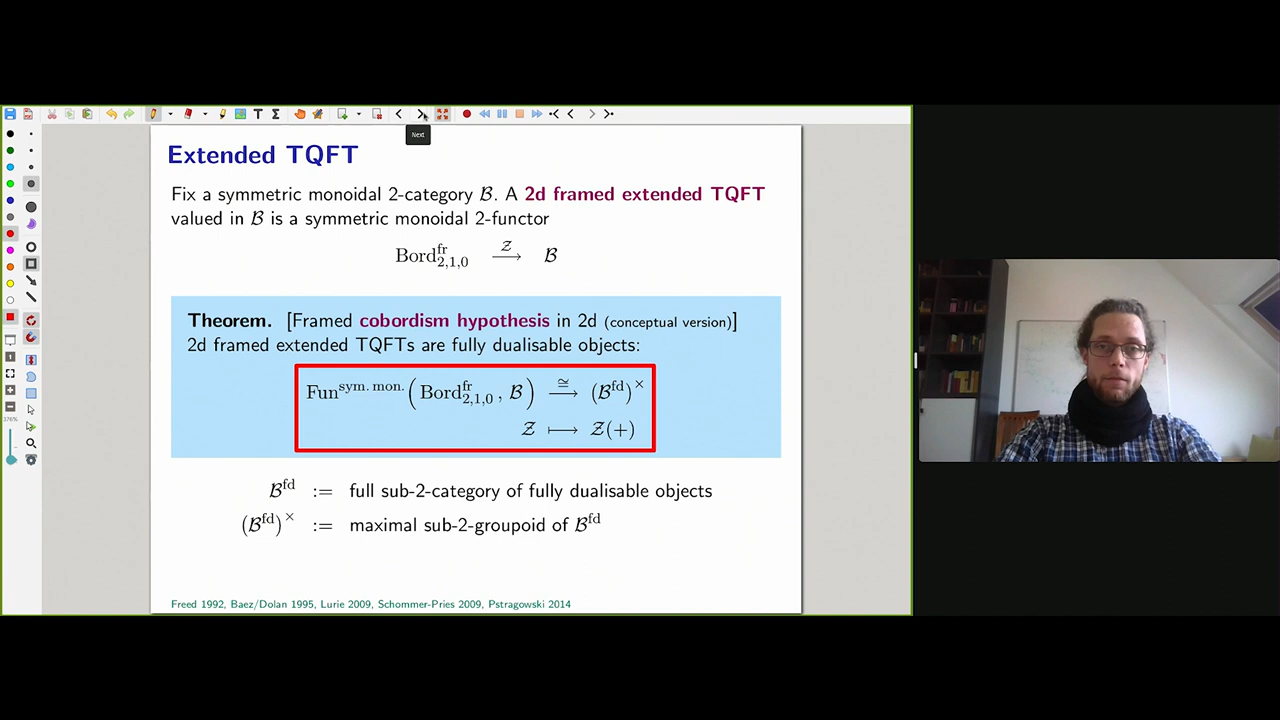 Next
Extended TQFT
Fix a symmetric monoidal 2-category ℬ. A 2d framed extended TQFT
valued in ℬ is a symmetric monoidal 2-functor
Bord^fr_2,1,0 —𝒵→ ℬ
Theorem. [Framed cobordism hypothesis in 2d (conceptual version)]
2d framed extended TQFTs are fully dualisable objects:
Fun^sym. mon. (Bord^fr_2,1,0 , ℬ) —≅→ (ℬ^fd)^×
𝒵 ⟼ 𝒵(+)
ℬ^fd := full sub-2-category of fully dualisable objects
(ℬ^fd)^× := maximal sub-2-groupoid of ℬ^fd
Freed 1992, Baez/Dolan 1995, Lurie 2009, Schommer-Pries 2009, Pstragowski 2014